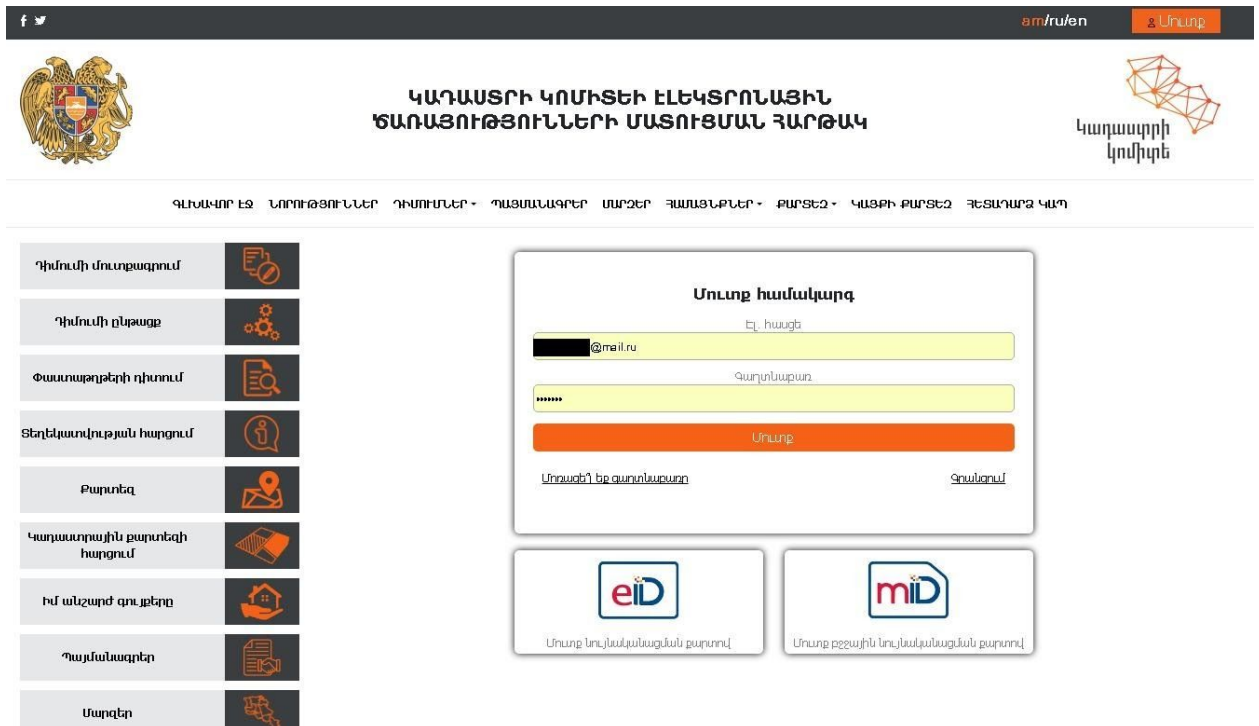 am/ru/en
Մուտք
ԿԱԴԱՍՏՐԻ ԿՈՄԻՏԵԻ ԷԼԵԿՏՐՈՆԱՅԻՆ
ԾԱՌԱՅՈՒԹՅՈՒՆՆԵՐԻ ՄԱՏՈՒՑՄԱՆ ՀԱՐԹԱԿ
Կադաստրի
կոմիտե
ԳԼԽԱՎՈՐ ԷՋ ՆՈՐՈՒԹՅՈՒՆՆԵՐ ԴԻՄՈՒՄՆԵՐ ՊԱՅՄԱՆԱԳՐԵՐ ՄԱՐԶԵՐ ՀԱՄԱՅՆՔՆԵՐ ՔԱՐՏԵԶ ԿԱՅՔԻ ՔԱՐՏԵԶ ՀԵՏԱԴԱՐՁ ԿԱՊ
Դիմումի մուտքագրում
Դիմումի ընթացք
Փաստաթղթերի դիտում
Տեղեկատվության հարցում
Քարտեզ
Կադաստրային քարտեզի
հարցում
Իմ անշարժ գույքերը
Պայմանագրեր
Մարզեր
Մուտք համակարգ
Էլ. հասցե
@mail.ru
Գաղտնաբառ
Մուտք
Մոռացե՞լ եք գաղտնաբառը
Գրանցում
eiD
Մուտք նույնականացման քարտով
miD
Մուտք բջջային նույնականացման քարտով